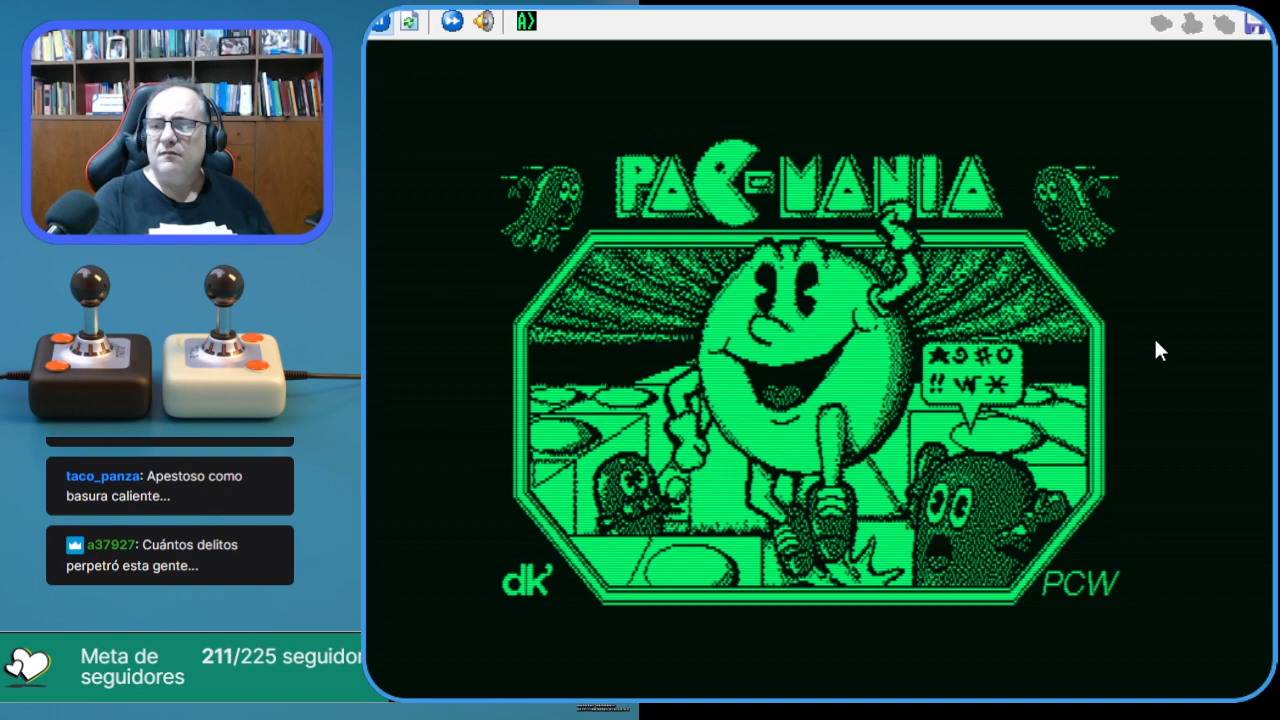 A>
PAC-MANIA
*9#O
!! W *
dk'
PCW
taco_panza: Apestoso como
basura caliente...
a37927: Cuántos delitos
perpetró esta gente...
Meta de
seguidores
211/225 seguidor